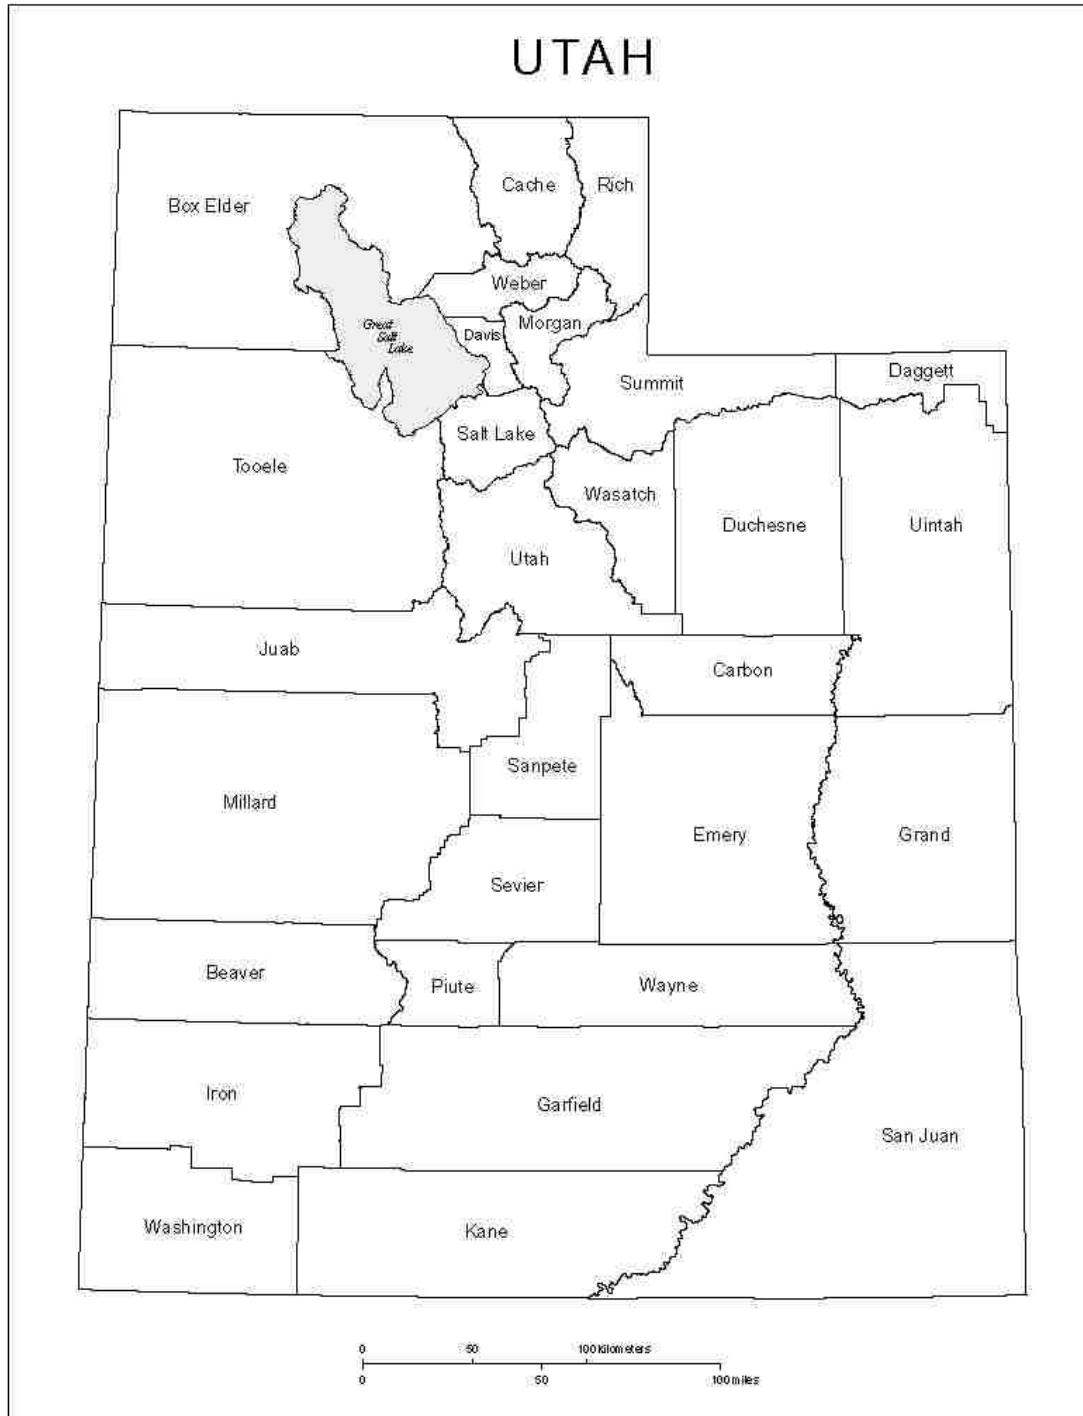 UTAH
Cache
Rich
Box Elder
Weber
Great
Salt
Lake
Davis
Morgan
Summit
Daggett
Salt Lake
Tooele
Wasatch
Duchesne
Uintah
Utah
Juab
Carbon
Sanpete
Millard
Emery
Grand
Sevier
Beaver
Piute
Wayne
Iron
Garfield
San Juan
Washington
Kane
0 50 100 Kilometers
0 50 100 miles